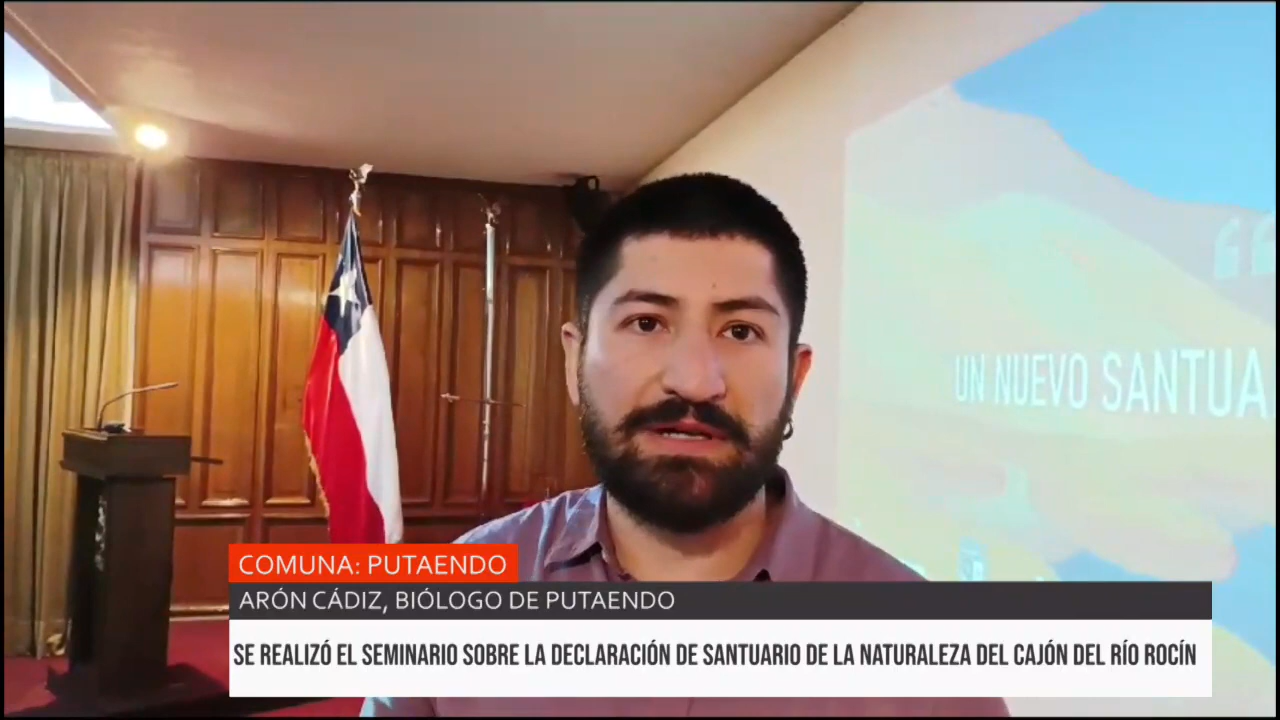 “
UN NUEVO SANTUA
COMUNA: PUTAENDO
ARÓN CÁDIZ, BIÓLOGO DE PUTAENDO
SE REALIZÓ EL SEMINARIO SOBRE LA DECLARACIÓN DE SANTUARIO DE LA NATURALEZA DEL CAJÓN DEL RÍO ROCÍN